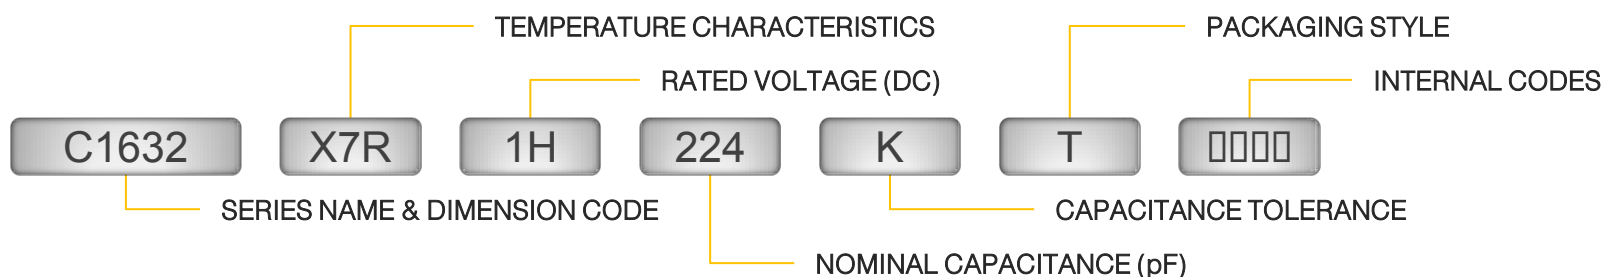 TEMPERATURE CHARACTERISTICS
PACKAGING STYLE
RATED VOLTAGE (DC)
INTERNAL CODES
C1632 X7R 1H 224 K T ▯▯▯▯
SERIES NAME & DIMENSION CODE
CAPACITANCE TOLERANCE
NOMINAL CAPACITANCE (pF)